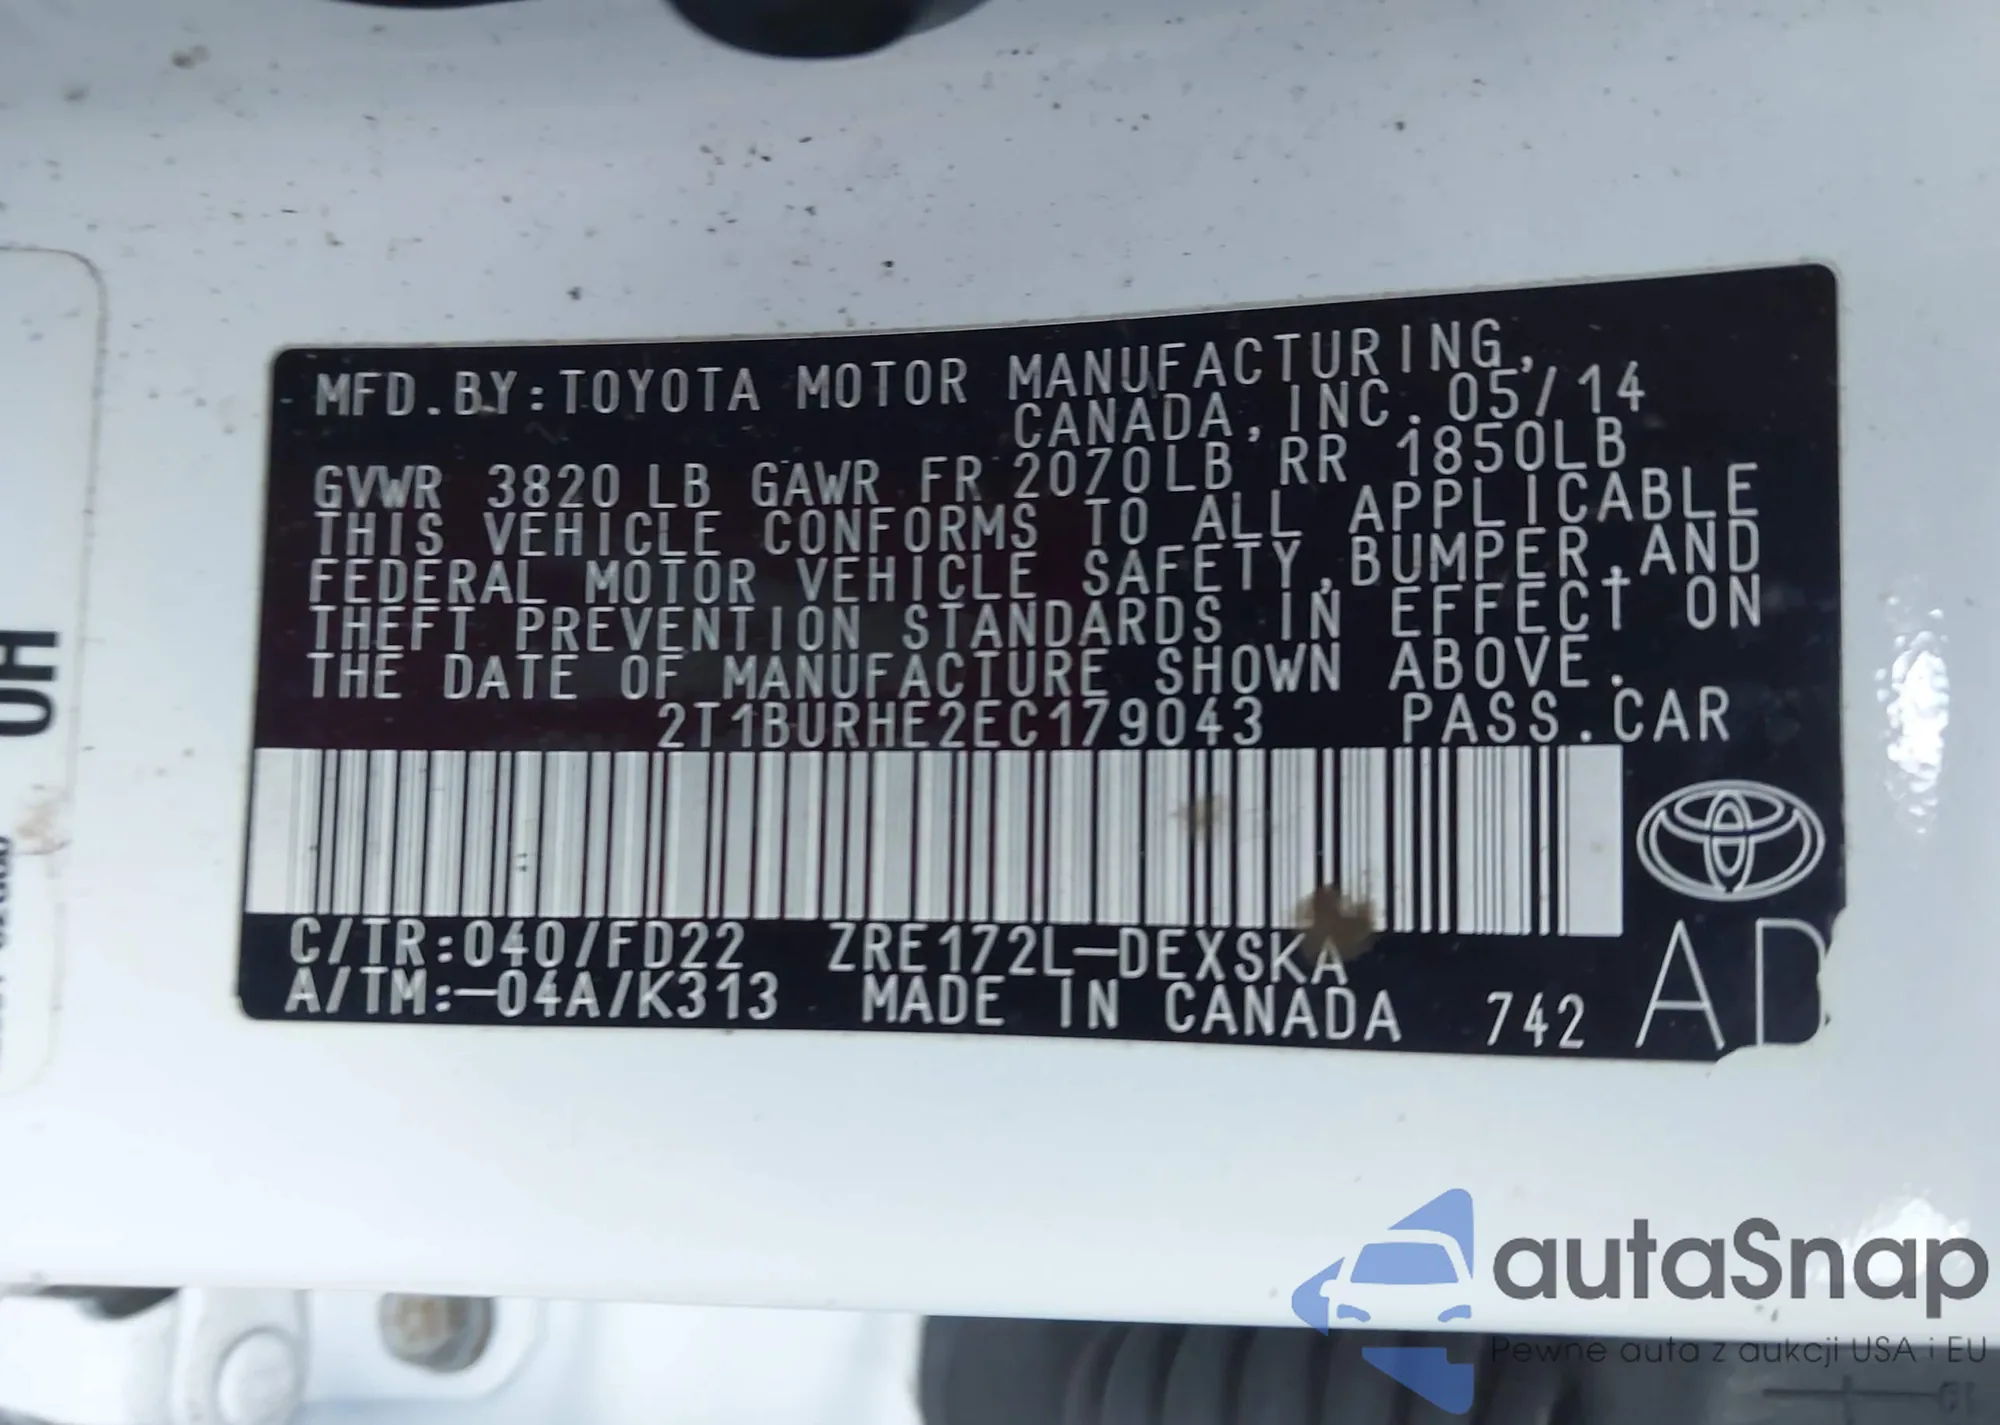 MFD.BY:TOYOTA MOTOR MANUFACTURING,
CANADA,INC.05/14
GVWR 3820LB GAWR FR 2070LB RR 1850LB
THIS VEHICLE CONFORMS TO ALL APPLICABLE
FEDERAL MOTOR VEHICLE SAFETY,BUMPER,AND
THEFT PREVENTION STANDARDS IN EFFECT ON
THE DATE OF MANUFACTURE SHOWN ABOVE.
2T1BURHE2EC179043 PASS.CAR
C/TR:040/FD22 ZRE172L-DEXSKA
A/TM:-04A/K313 MADE IN CANADA 742
AD
OH
autaSnap
Pewne auta z aukcji USA i EU